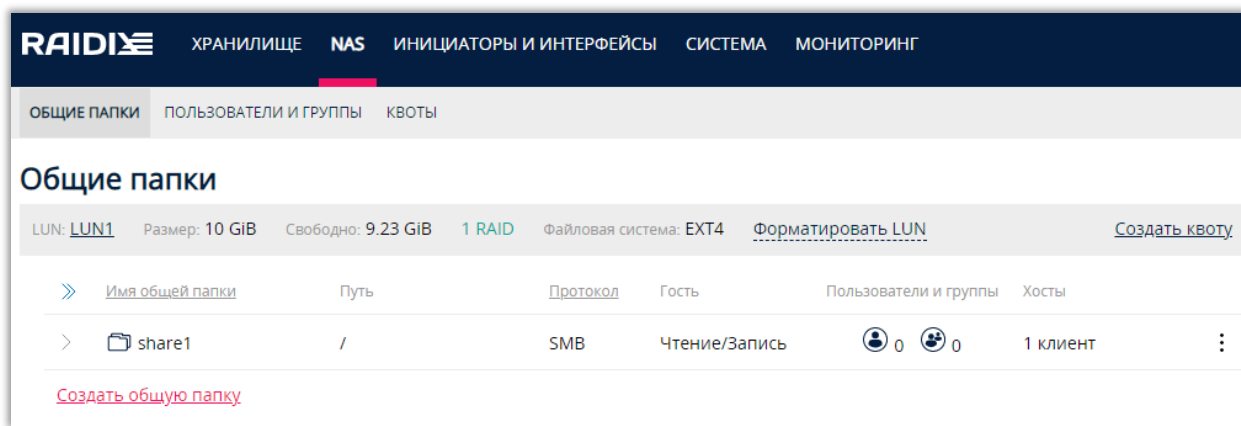 RAIDIX ХРАНИЛИЩЕ NAS ИНИЦИАТОРЫ И ИНТЕРФЕЙСЫ СИСТЕМА МОНИТОРИНГ
ОБЩИЕ ПАПКИ ПОЛЬЗОВАТЕЛИ И ГРУППЫ КВОТЫ
Общие папки
LUN: LUN1 Размер: 10 GiB Свободно: 9.23 GiB 1 RAID Файловая система: EXT4 Форматировать LUN Создать квоту
Имя общей папки Путь Протокол Гость Пользователи и группы Хосты
share1 / SMB Чтение/Запись 0 0 1 клиент
Создать общую папку